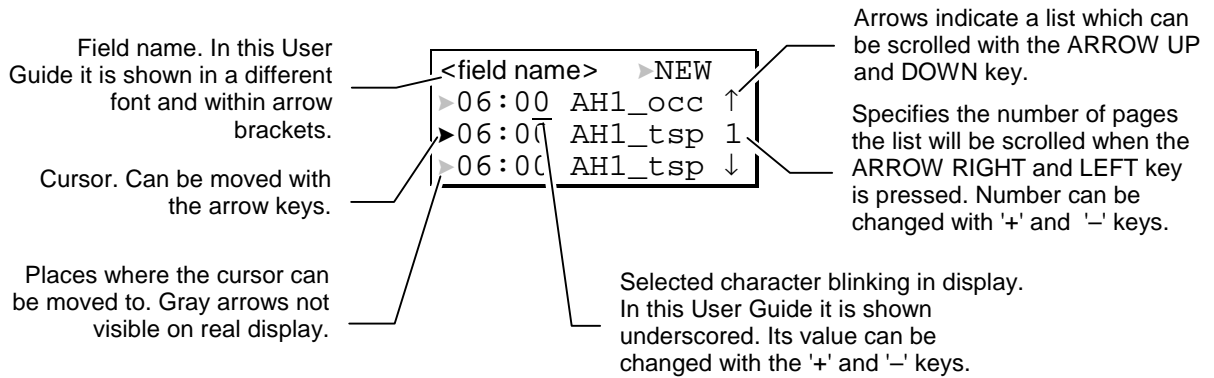 Field name. In this User
Guide it is shown in a different
font and within arrow
brackets.
Cursor. Can be moved with
the arrow keys.
Places where the cursor can
be moved to. Gray arrows not
visible on real display.
<field name> ➤NEW
➤06:00 AH1_occ ↑
➤06:00 AH1_tsp 1
➤06:00 AH1_tsp ↓
Arrows indicate a list which can
be scrolled with the ARROW UP
and DOWN key.
Specifies the number of pages
the list will be scrolled when the
ARROW RIGHT and LEFT key
is pressed. Number can be
changed with '+' and '–' keys.
Selected character blinking in display.
In this User Guide it is shown
underscored. Its value can be
changed with the '+' and '–' keys.